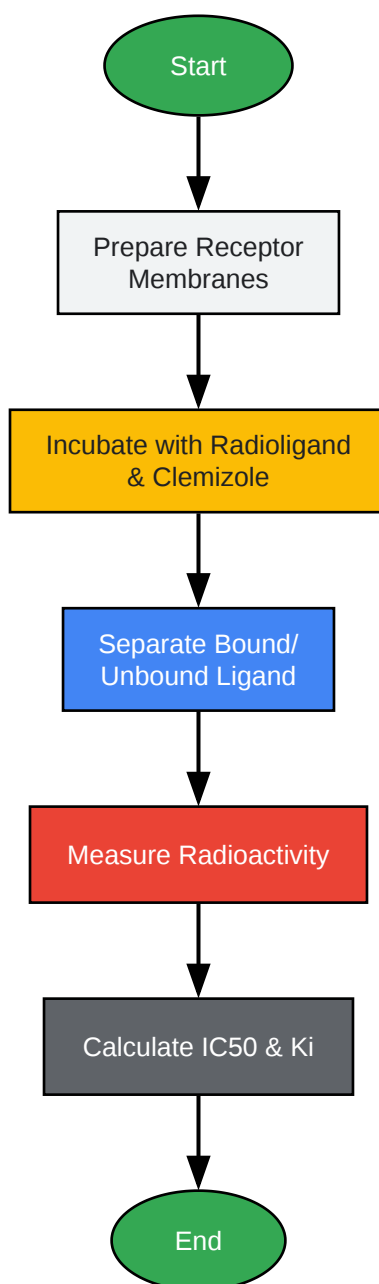 Start
Prepare Receptor
Membranes
Incubate with Radioligand
& Clemizole
Separate Bound/
Unbound Ligand
Measure Radioactivity
Calculate IC50 & Ki
End